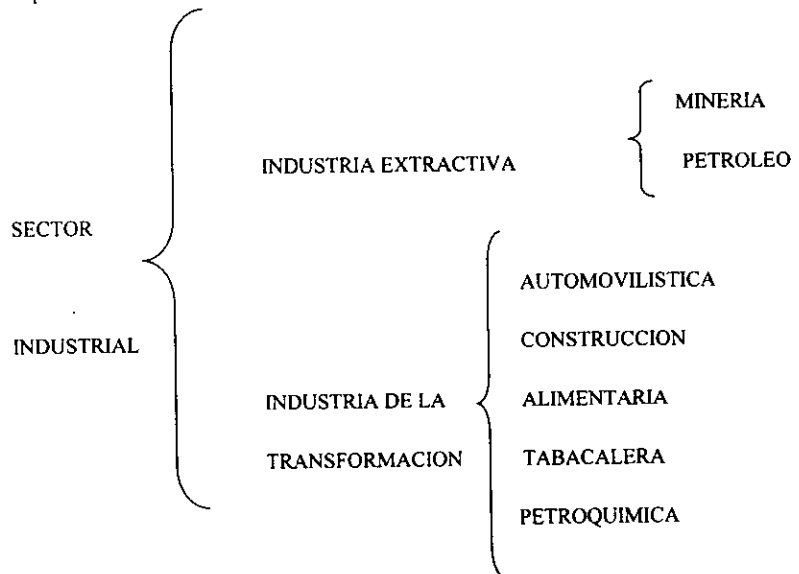 SECTOR
INDUSTRIAL
INDUSTRIA EXTRACTIVA
MINERIA
PETROLEO
INDUSTRIA DE LA
TRANSFORMACION
AUTOMOVILISTICA
CONSTRUCCION
ALIMENTARIA
TABACALERA
PETROQUIMICA